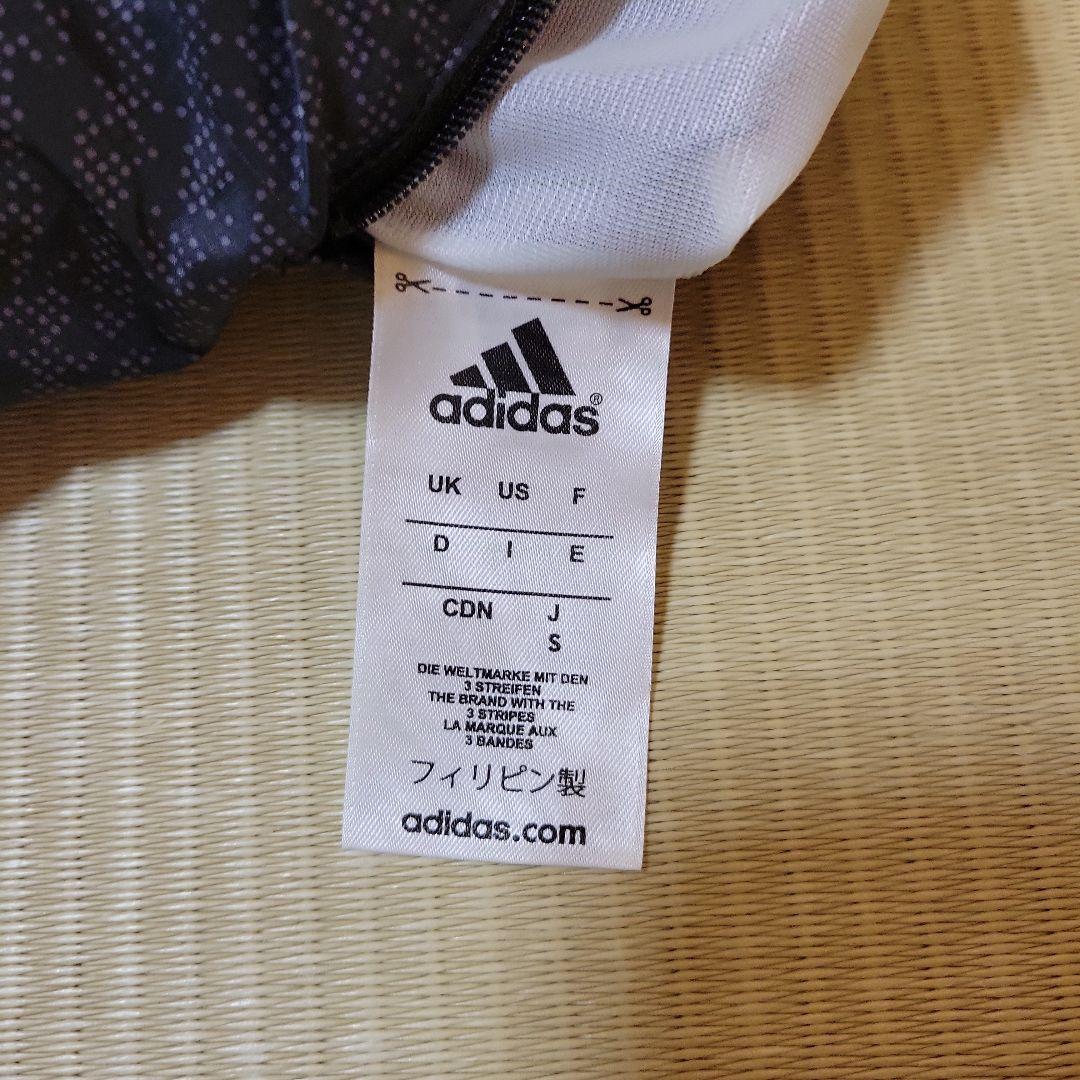 adidas®
UK US F
D I E
CDN J
S
DIE WELTMARKE MIT DEN
3 STREIFEN
THE BRAND WITH THE
3 STRIPES
LA MARQUE AUX
3 BANDES
フィリピン製
adidas.com